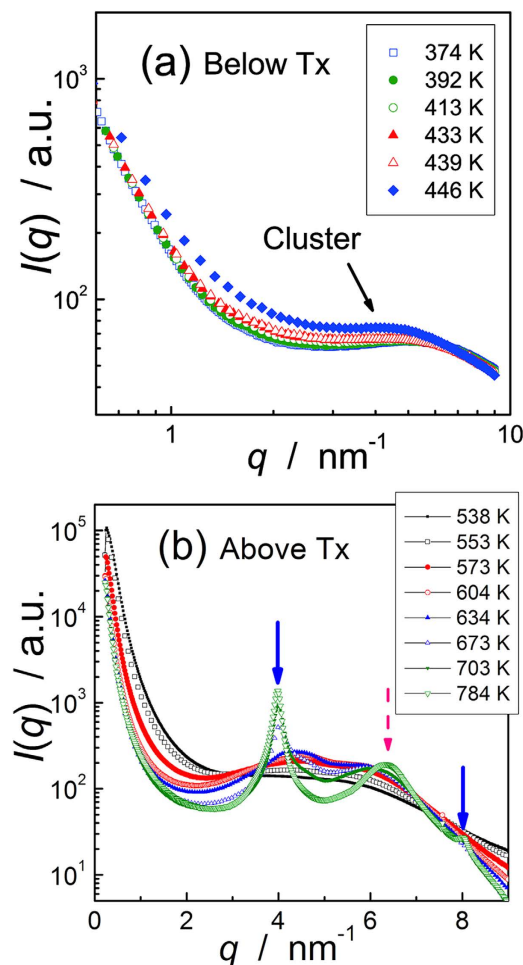 (a) Below Tx
374 K
392 K
413 K
433 K
439 K
446 K
Cluster
10³
10²
I(q) / a.u.
1
10
q / nm⁻¹
(b) Above Tx
538 K
553 K
573 K
604 K
634 K
673 K
703 K
784 K
10⁵
10⁴
10³
10²
10¹
I(q) / a.u.
0
2
4
6
8
q / nm⁻¹